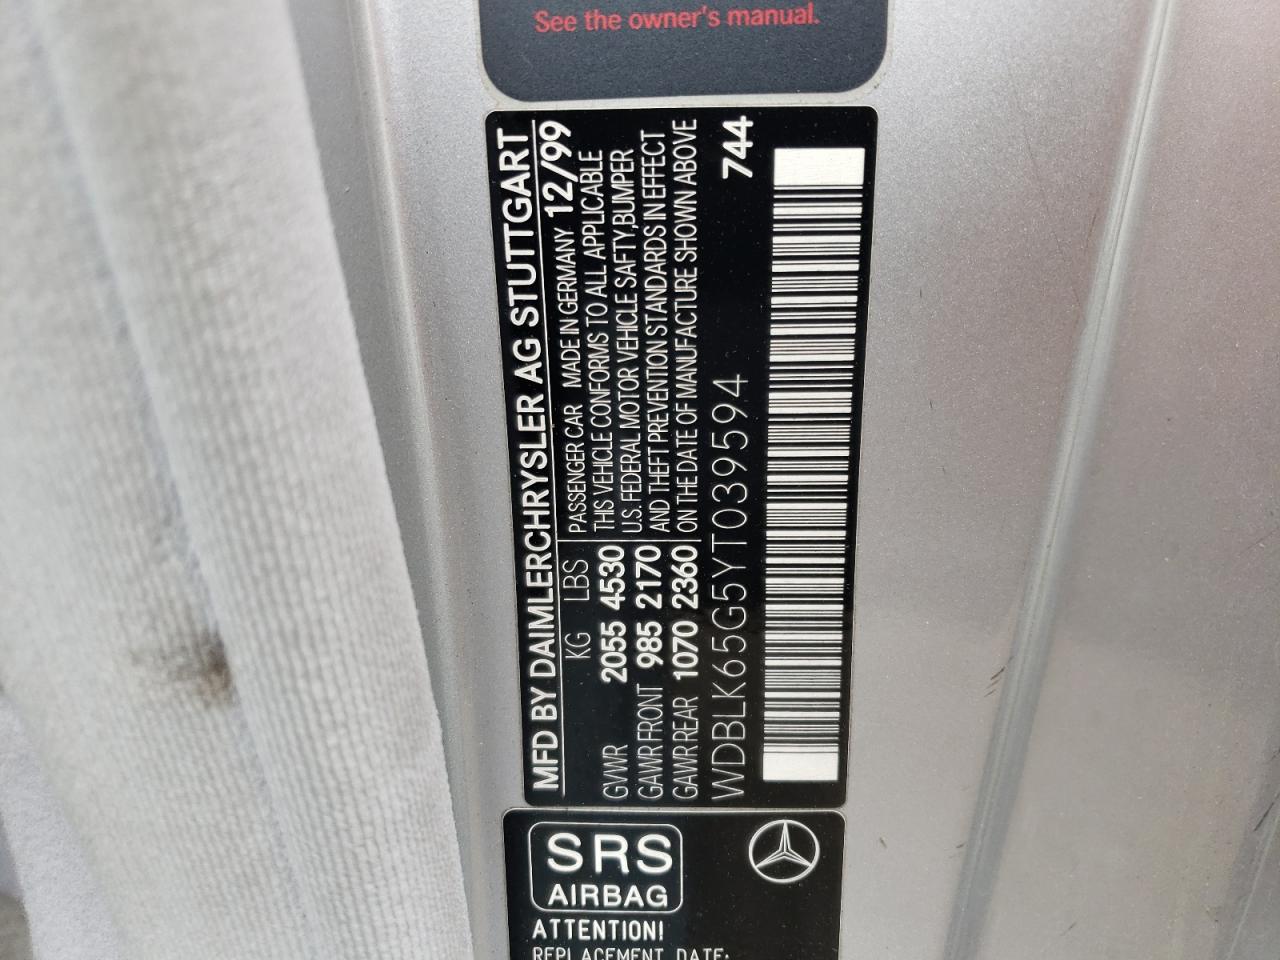 See the owner's manual.
MFD BY DAIMLERCHRYSLER AG STUTTGART
KG LBS PASSENGER CAR MADE IN GERMANY 12/99
GVWR 2055 4530 THIS VEHICLE CONFORMS TO ALL APPLICABLE
U.S. FEDERAL MOTOR VEHICLE SAFTY,BUMPER
GAWR FRONT 985 2170 AND THEFT PREVENTION STANDARDS IN EFFECT
GAWR REAR 1070 2360 ON THE DATE OF MANUFACTURE SHOWN ABOVE
WDBLK65G5YT039594 744
SRS
AIRBAG
ATTENTION!
REPLACEMENT DATE: